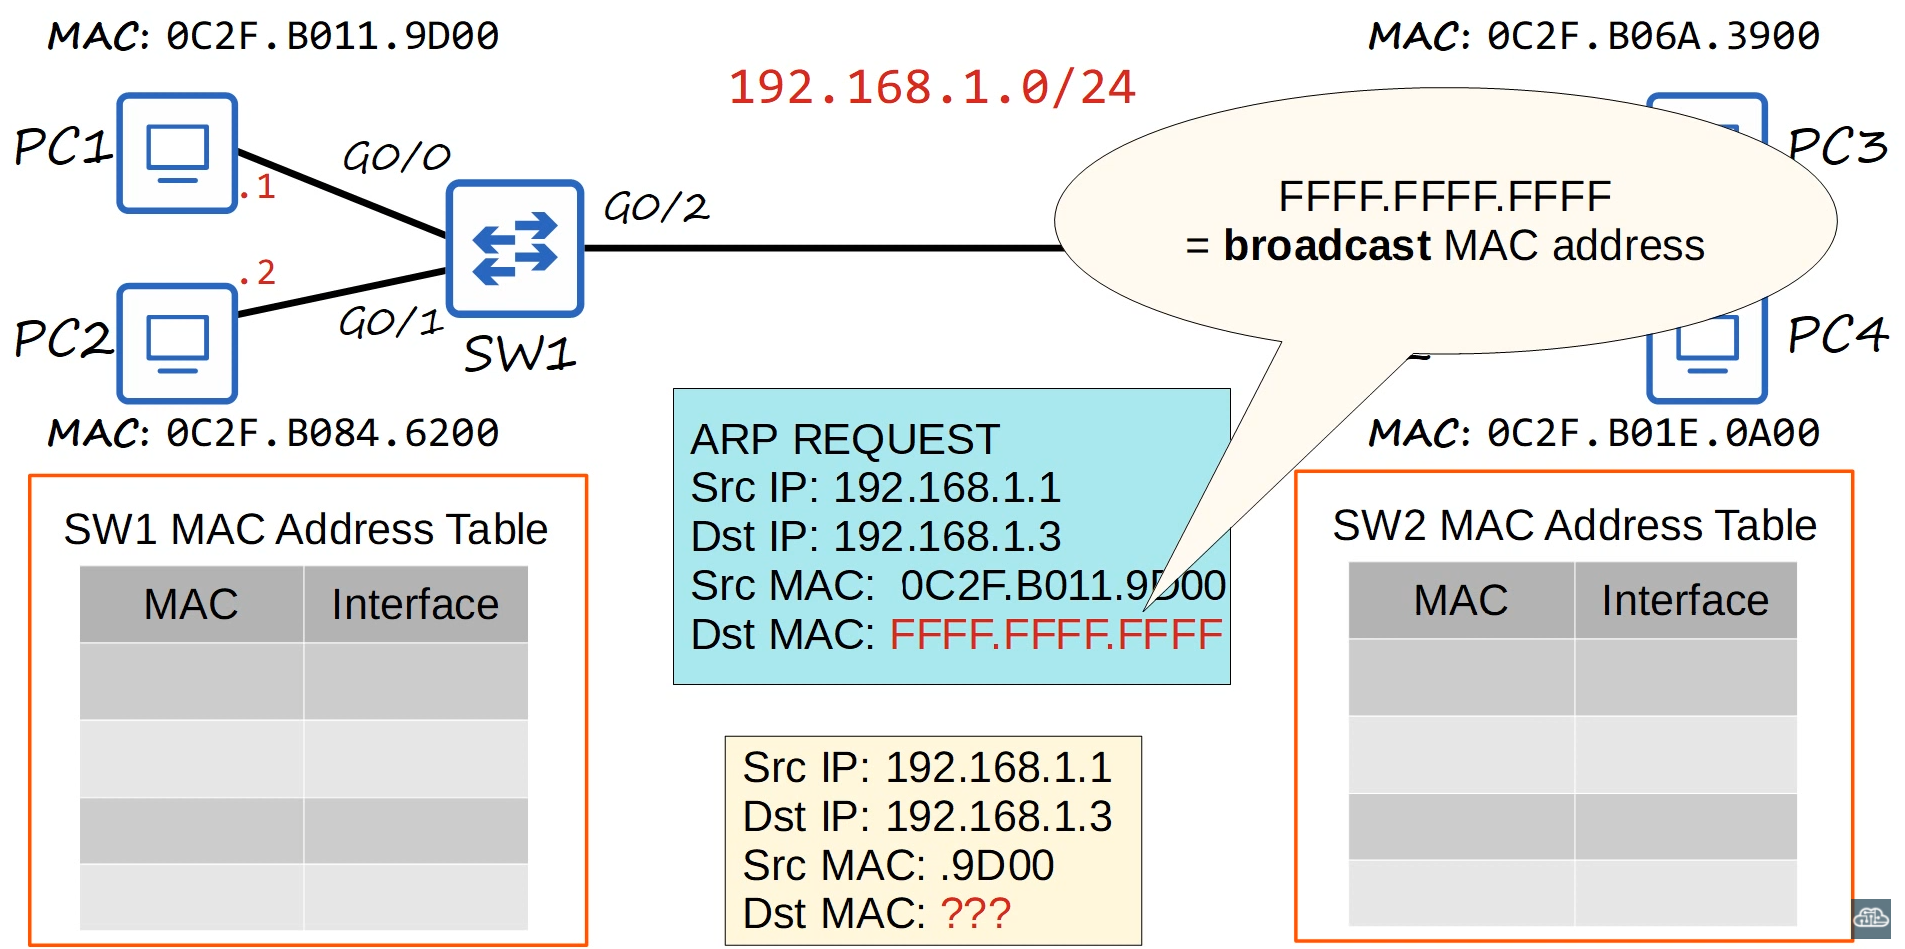 MAC: 0C2F.B011.9D00
MAC: 0C2F.B06A.3900
192.168.1.0/24
PC1
G0/0
.1
G0/2
PC3
FFFF.FFFF.FFFF
= broadcast MAC address
.2
PC2
G0/1
SW1
PC4
MAC: 0C2F.B084.6200
MAC: 0C2F.B01E.0A00
ARP REQUEST
Src IP: 192.168.1.1
Dst IP: 192.168.1.3
Src MAC: 0C2F.B011.9D00
Dst MAC: FFFF.FFFF.FFFF
SW1 MAC Address Table
MAC Interface
SW2 MAC Address Table
MAC Interface
Src IP: 192.168.1.1
Dst IP: 192.168.1.3
Src MAC: .9D00
Dst MAC: ???